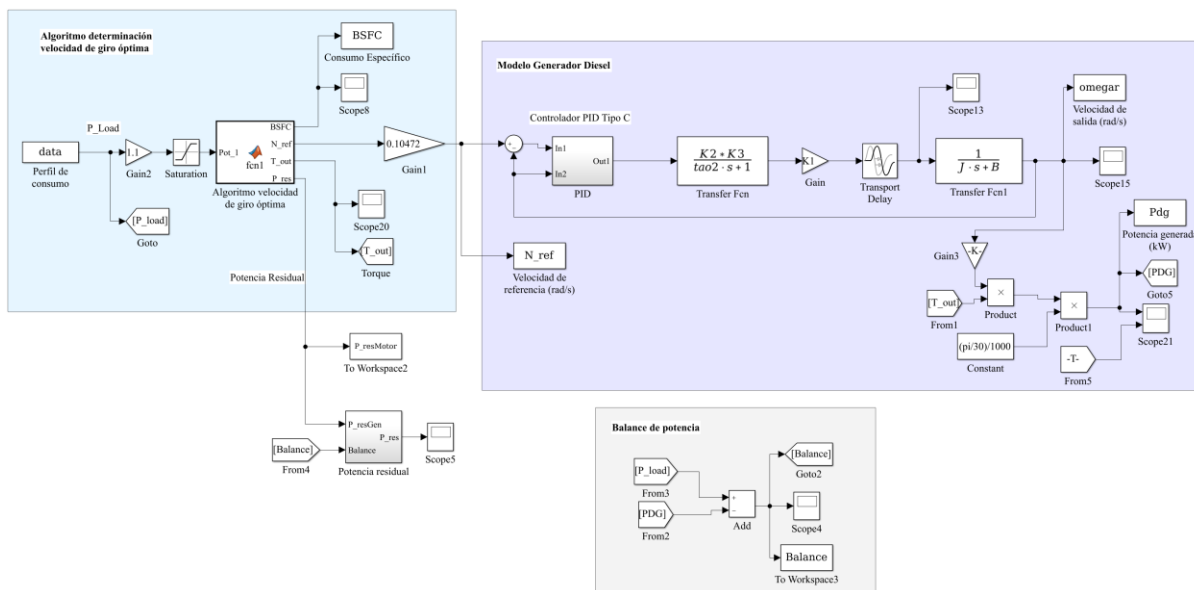 Algoritmo determinación
velocidad de giro óptima
BSFC
Consumo Específico
Scope8
P_Load
data
Perfil de
consumo
1.1
Gain2
Saturation
Pot_1
fcn1
BSFC
N_ref
T_out
P_res
Algoritmo velocidad
de giro óptima
0.10472
Gain1
[P_load]
Goto
Scope20
[T_out]
Torque
Potencia Residual
P_resMotor
To Workspace2
[Balance]
From4
P_resGen
Balance
P_res
Potencia residual
Scope5
Modelo Generador Diesel
Controlador PID Tipo C
+
-
In1
In2
Out1
PID
K2*K3
tao2·s+1
Transfer Fcn
K1
Gain
Transport
Delay
Scope13
1
J·s+B
Transfer Fcn1
omegar
Velocidad de
salida (rad/s)
Scope15
N_ref
Velocidad de
referencia (rad/s)
-K-
Gain3
[T_out]
From1
×
Product
×
Product1
(pi/30)/1000
Constant
Pdg
Potencia generada
(kW)
[PDG]
Goto5
Scope21
-T-
From5
Balance de potencia
[P_load]
From3
[PDG]
From2
+
−
Add
[Balance]
Goto2
Scope4
Balance
To Workspace3